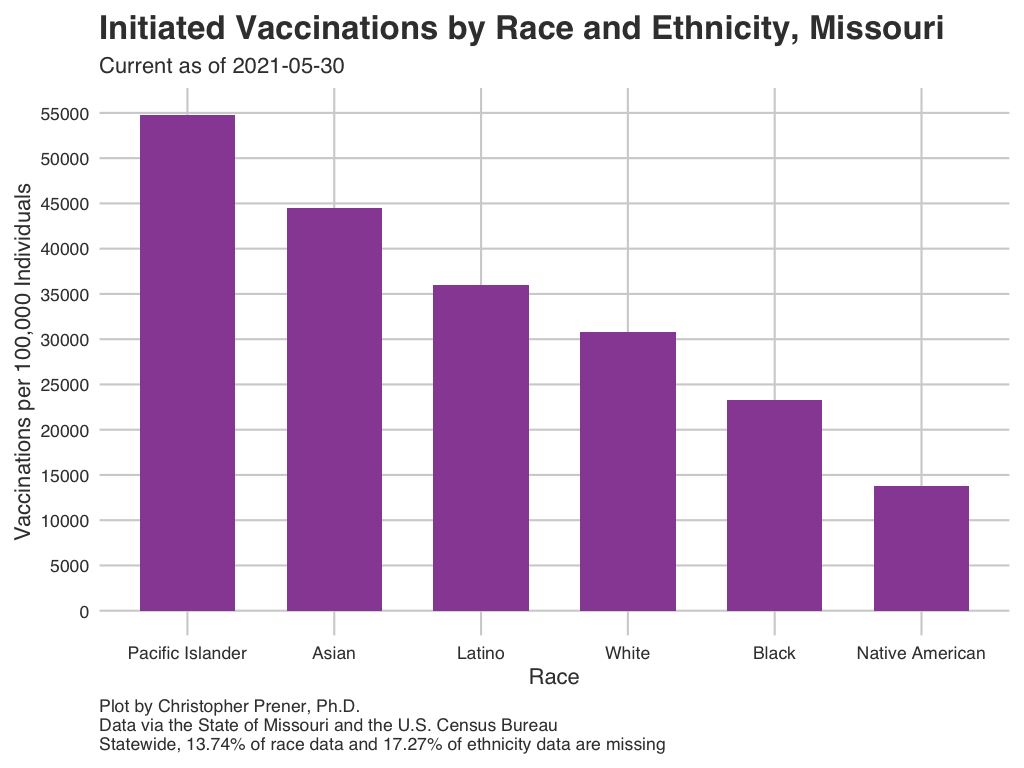 Initiated Vaccinations by Race and Ethnicity, Missouri
Current as of 2021-05-30
Vaccinations per 100,000 Individuals
55000
50000
45000
40000
35000
30000
25000
20000
15000
10000
5000
0
Pacific Islander Asian Latino White Black Native American
Race
Plot by Christopher Prener, Ph.D.
Data via the State of Missouri and the U.S. Census Bureau
Statewide, 13.74% of race data and 17.27% of ethnicity data are missing